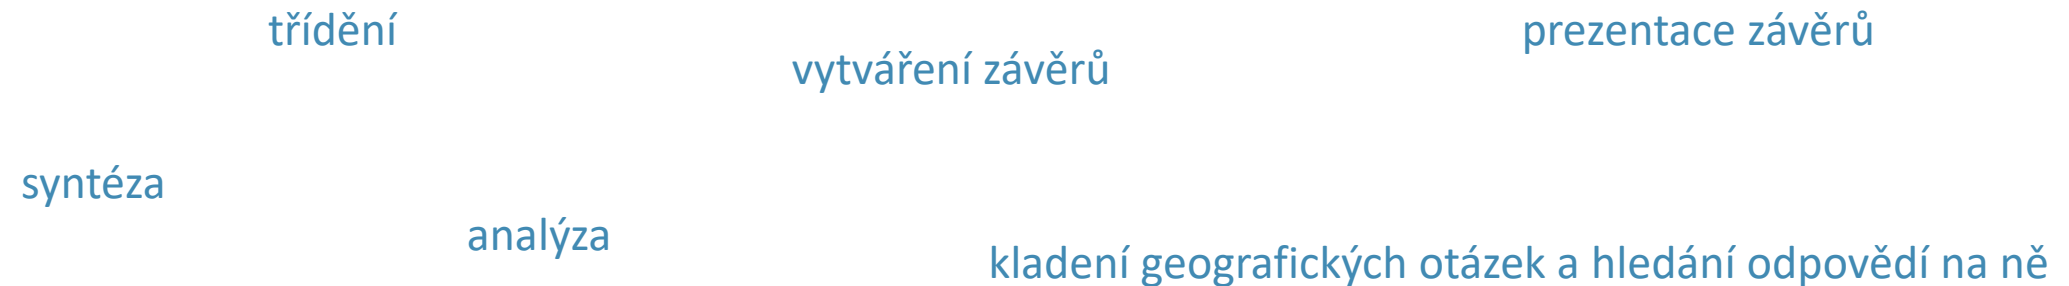 třídění
prezentace závěrů
vytváření závěrů
syntéza
analýza
kladení geografických otázek a hledání odpovědí na ně